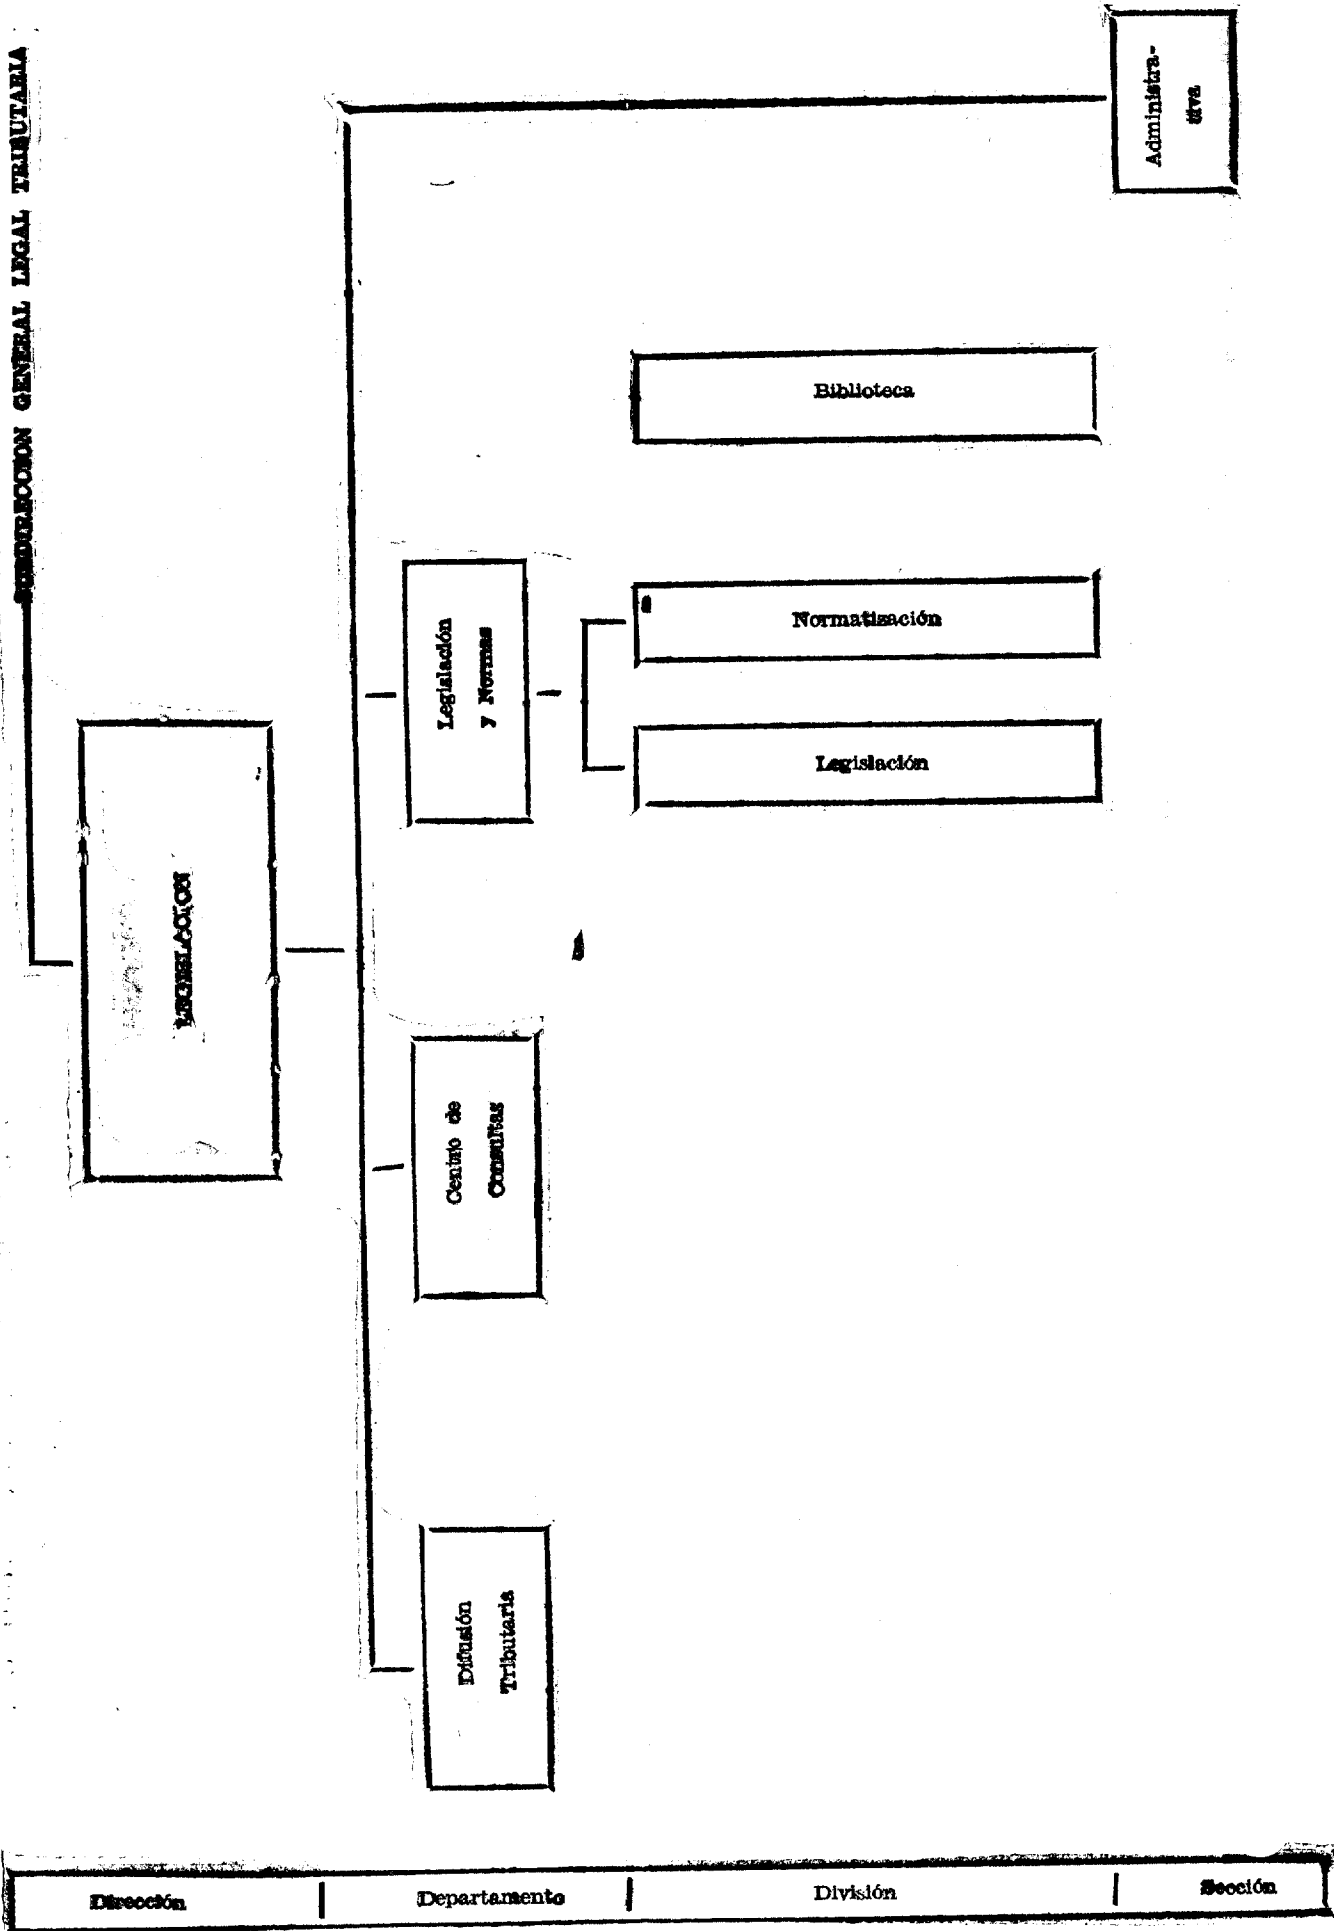 SUBDIRECCION GENERAL LEGAL TRIBUTARIA
LEGISLACION
Administra-
tiva
Biblioteca
Legislación
y Normas
Normatización
Legislación
Centro de
Consultas
Difusión
Tributaria
Dirección
Departamento
División
Sección